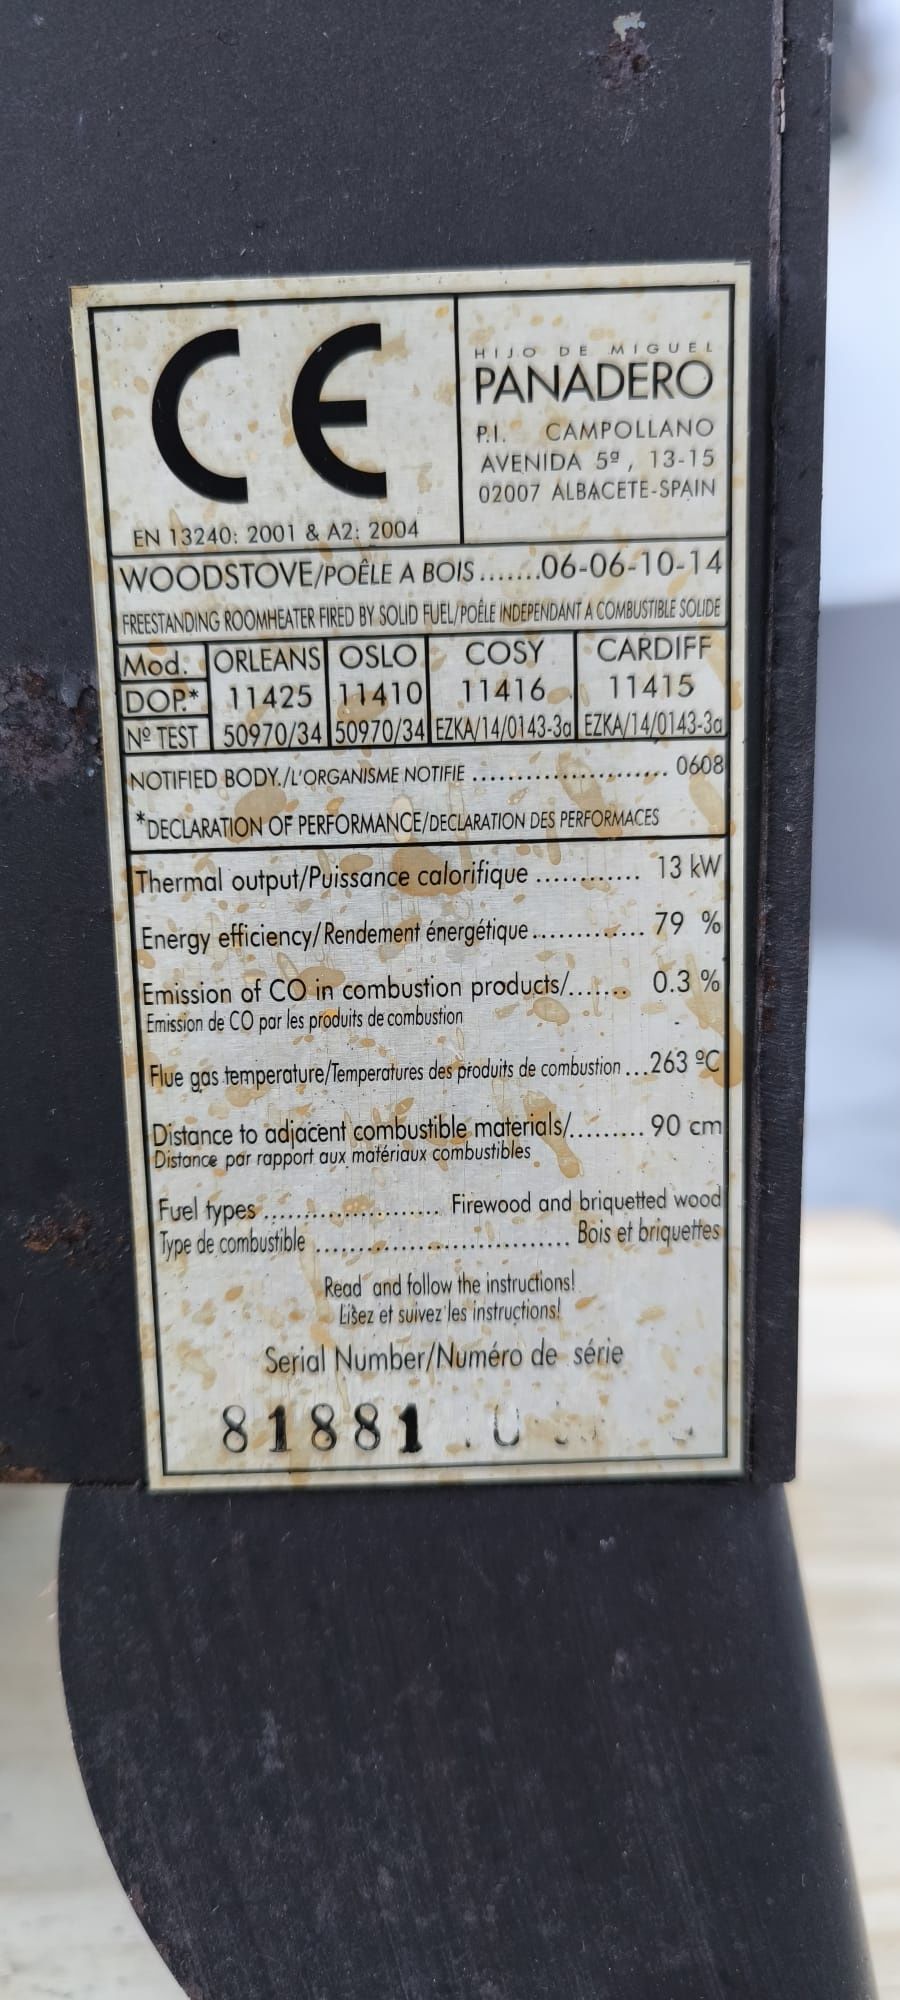 CE
EN 13240: 2001 & A2: 2004
HIJO DE MIGUEL
PANADERO
P.I. CAMPOLLANO
AVENIDA 5º, 13-15
02007 ALBACETE-SPAIN
WOODSTOVE/POÊLE A BOIS.......06-06-10-14
FREESTANDING ROOMHEATER FIRED BY SOLID FUEL/POÊLE INDEPENDANT A COMBUSTIBLE SOLIDE
Mod. ORLEANS OSLO COSY CARDIFF
DOP.* 11425 11410 11416 11415
Nº TEST 50970/34 50970/34 EZKA/14/0143-3a EZKA/14/0143-3a
NOTIFIED BODY./L'ORGANISME NOTIFIE ........................ 0608
*DECLARATION OF PERFORMANCE/DECLARATION DES PERFORMACES
Thermal output/Puissance calorifique ............ 13 kW
Energy efficiency/Rendement énergétique.............. 79 %
Emission of CO in combustion products/........ 0.3 %
Emission de CO par les produits de combustion
Flue gas temperature/Temperatures des produits de combustion ...263 ºC
Distance to adjacent combustible materials/......... 90 cm
Distance par rapport aux matériaux combustibles
Fuel types ........................ Firewood and briquetted wood
Type de combustible ................................ Bois et briquettes
Read and follow the instructions!
Lisez et suivez les instructions!
Serial Number/Numéro de série
81881